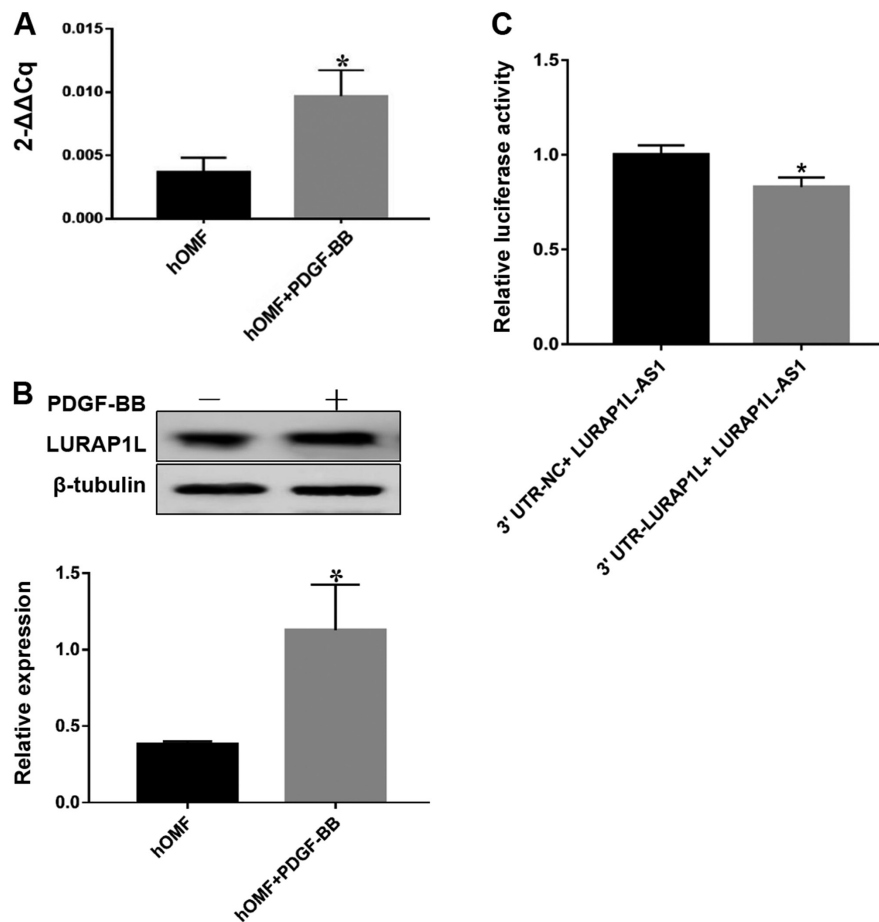 A
2-ΔΔCq
0.015
0.010
0.005
0.000
*
hOMF
hOMF+PDGF-BB
B
PDGF-BB
− +
LURAP1L
β-tubulin
Relative expression
1.5
1.0
0.5
0.0
*
hOMF
hOMF+PDGF-BB
C
Relative luciferase activity
1.5
1.0
0.5
0.0
*
3' UTR-NC+ LURAP1L-AS1
3' UTR-LURAP1L+ LURAP1L-AS1